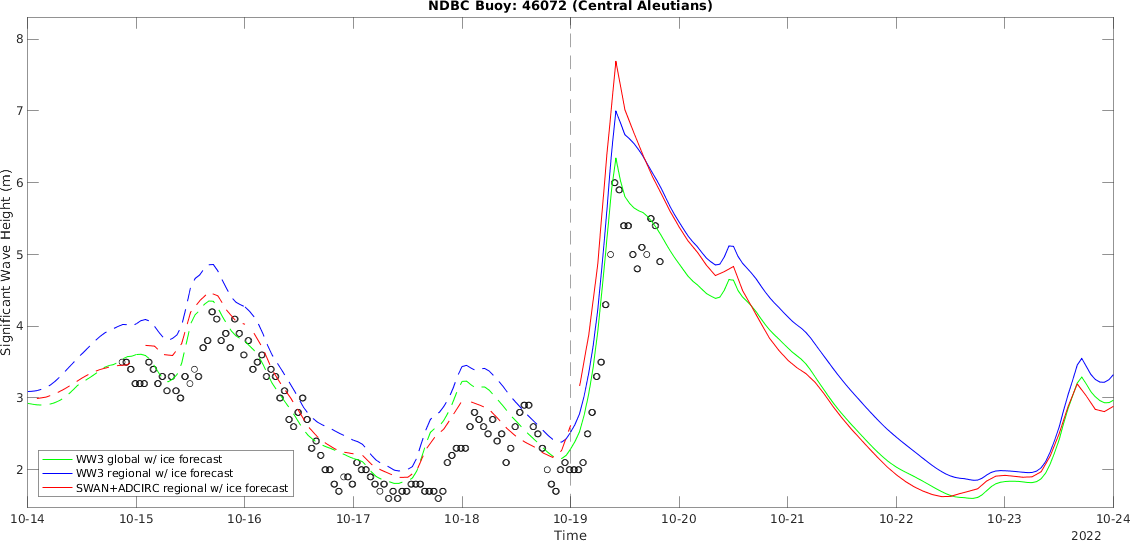 NDBC Buoy: 46072 (Central Aleutians)
Significant Wave Height (m)
8
7
6
5
4
3
2
WW3 global w/ ice forecast
WW3 regional w/ ice forecast
SWAN+ADCIRC regional w/ ice forecast
10-14 10-15 10-16 10-17 10-18 10-19 10-20 10-21 10-22 10-23 10-24
Time
2022